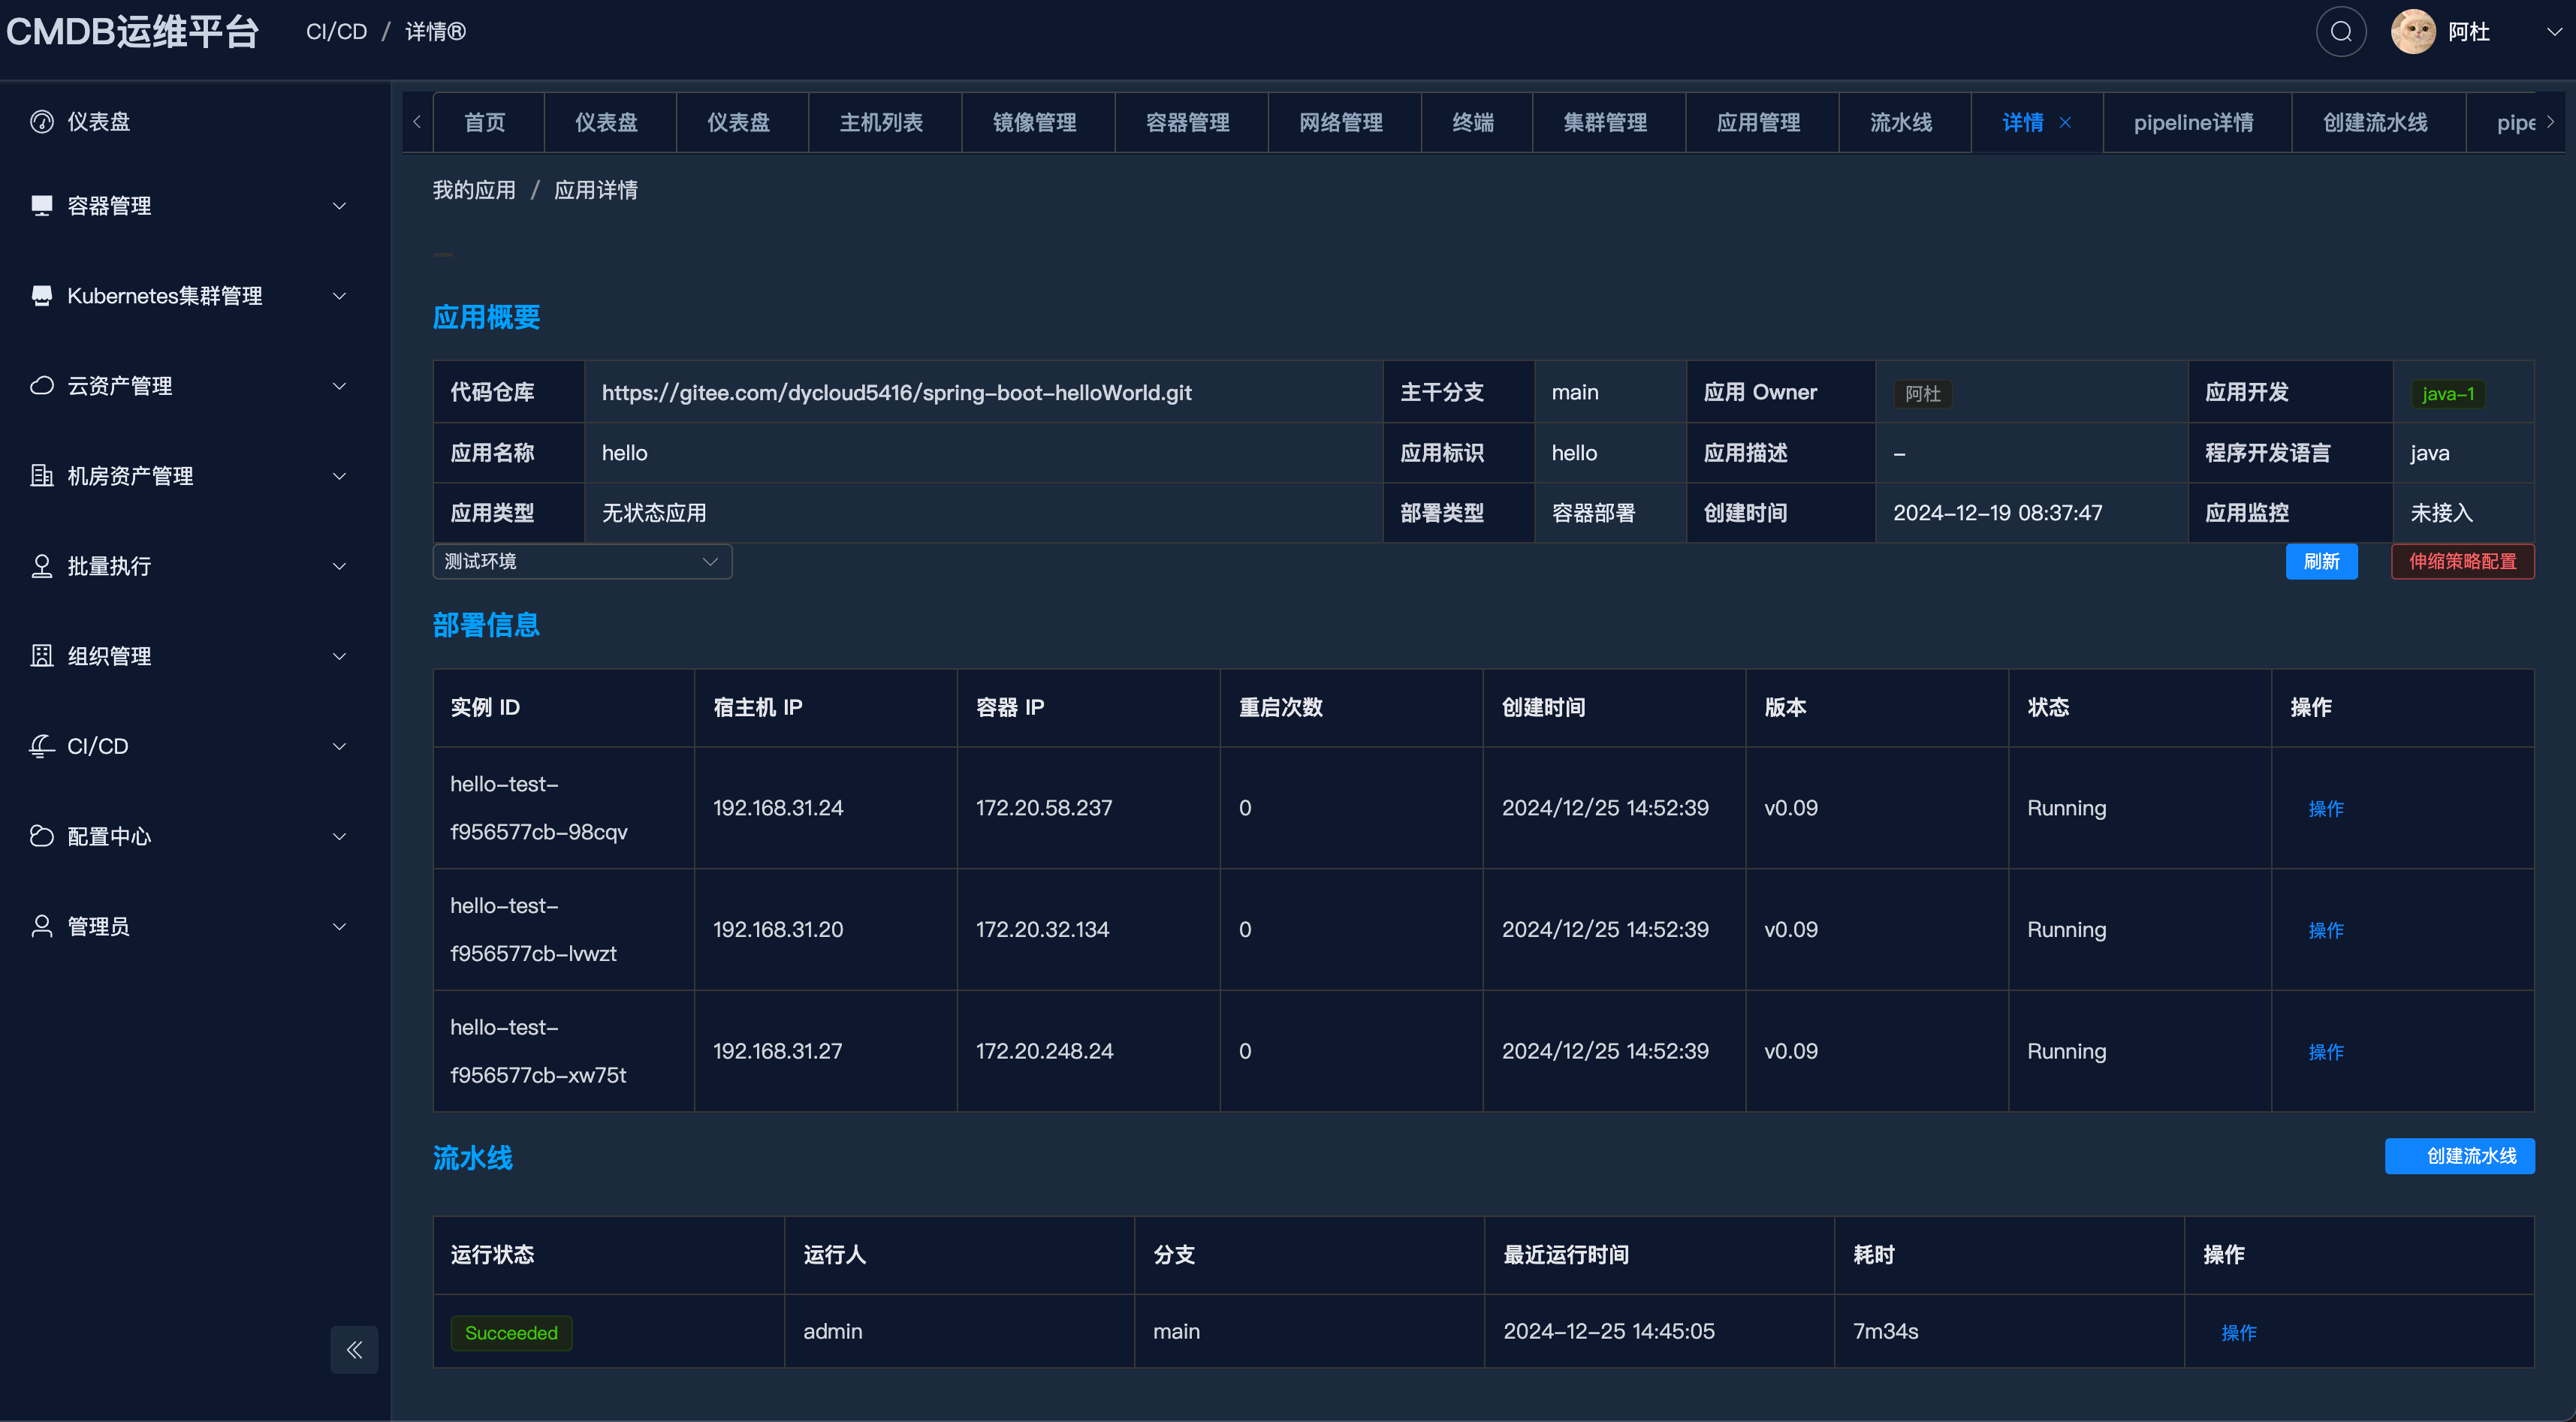 CMDB运维平台
CI/CD / 详情®
阿杜
仪表盘
容器管理
Kubernetes集群管理
云资产管理
机房资产管理
批量执行
组织管理
CI/CD
配置中心
管理员
首页 仪表盘 仪表盘 主机列表 镜像管理 容器管理 网络管理 终端 集群管理 应用管理 流水线 详情 pipeline详情 创建流水线 pipe
我的应用 / 应用详情
应用概要
代码仓库 https://gitee.com/dycloud5416/spring-boot-helloWorld.git 主干分支 main 应用 Owner 阿杜 应用开发 java-1
应用名称 hello 应用标识 hello 应用描述 - 程序开发语言 java
应用类型 无状态应用 部署类型 容器部署 创建时间 2024-12-19 08:37:47 应用监控 未接入
测试环境 刷新 伸缩策略配置
部署信息
实例 ID 宿主机 IP 容器 IP 重启次数 创建时间 版本 状态 操作
hello-test-
f956577cb-98cqv 192.168.31.24 172.20.58.237 0 2024/12/25 14:52:39 v0.09 Running 操作
hello-test-
f956577cb-lvwzt 192.168.31.20 172.20.32.134 0 2024/12/25 14:52:39 v0.09 Running 操作
hello-test-
f956577cb-xw75t 192.168.31.27 172.20.248.24 0 2024/12/25 14:52:39 v0.09 Running 操作
流水线 创建流水线
运行状态 运行人 分支 最近运行时间 耗时 操作
Succeeded admin main 2024-12-25 14:45:05 7m34s 操作